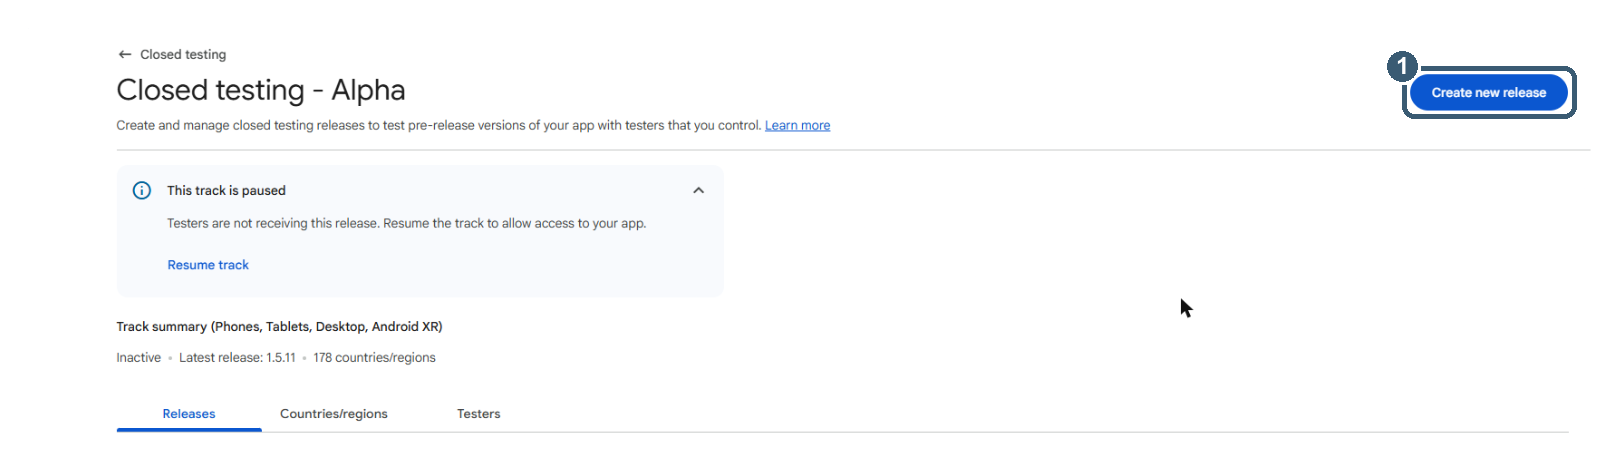 ← Closed testing
Closed testing - Alpha
1
Create new release
Create and manage closed testing releases to test pre-release versions of your app with testers that you control. Learn more
This track is paused
Testers are not receiving this release. Resume the track to allow access to your app.
Resume track
Track summary (Phones, Tablets, Desktop, Android XR)
Inactive • Latest release: 1.5.11 • 178 countries/regions
Releases Countries/regions Testers